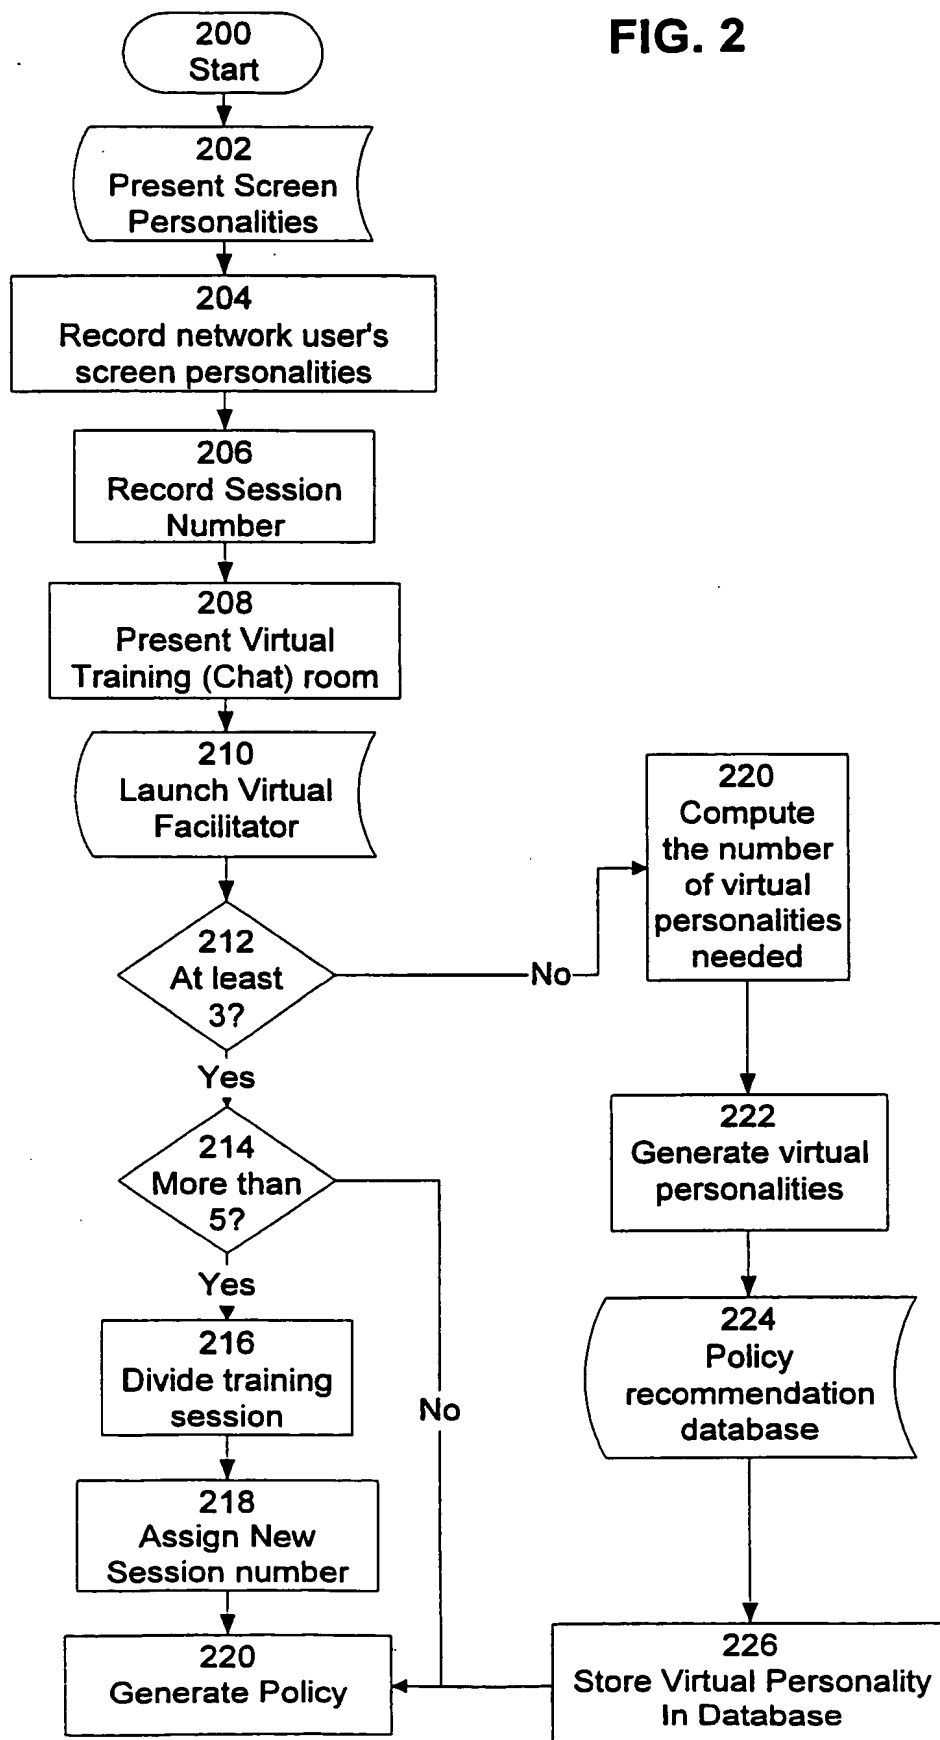 FIG. 2
200
Start
202
Present Screen
Personalities
204
Record network user's
screen personalities
206
Record Session
Number
208
Present Virtual
Training (Chat) room
210
Launch Virtual
Facilitator
212
At least
3?
No
Yes
214
More than
5?
No
Yes
216
Divide training
session
218
Assign New
Session number
220
Generate Policy
220
Compute
the number
of virtual
personalities
needed
222
Generate virtual
personalities
224
Policy
recommendation
database
226
Store Virtual Personality
In Database